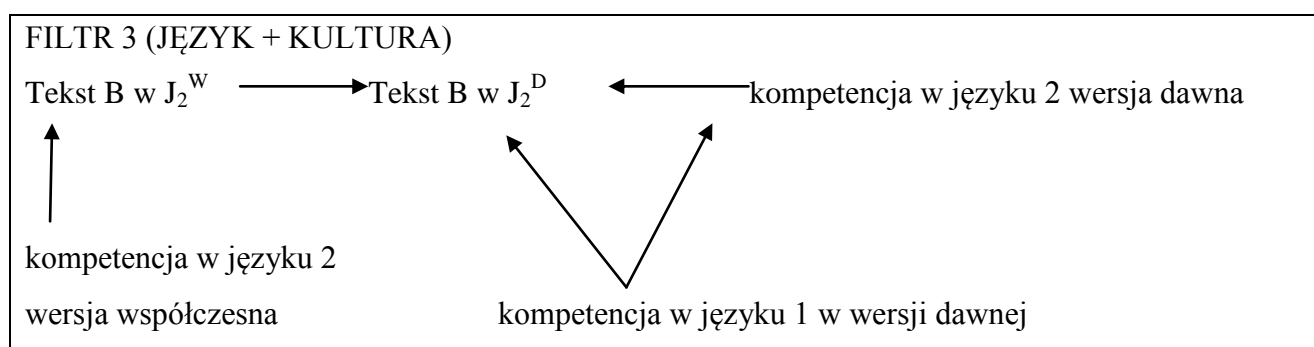 FILTR 3 (JĘZYK + KULTURA)
Tekst B w J₂ᵂ Tekst B w J₂ᴰ kompetencja w języku 2 wersja dawna
kompetencja w języku 2
wersja współczesna kompetencja w języku 1 w wersji dawnej